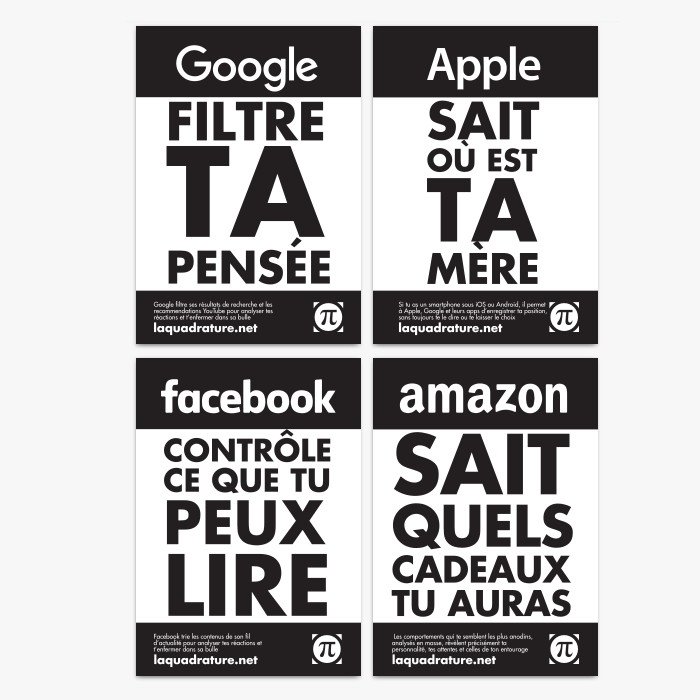 Google
FILTRE
TA
PENSÉE
Google filtre ses résultats de recherche et les
recommendations YouTube pour analyser tes
réactions et t'enfermer dans sa bulle
laquadrature.net
π
Apple
SAIT
OÙ EST
TA
MÈRE
Si tu as un smartphone sous iOS ou Android, il permet
à Apple, Google et leurs apps d'enregistrer ta position,
sans toujours te le dire ou te laisser le choix
laquadrature.net
π
facebook
CONTRÔLE
CE QUE TU
PEUX
LIRE
Facebook trie les contenus de son fil
d'actualité pour analyser tes réactions et
t'enfermer dans sa bulle
laquadrature.net
π
amazon
SAIT
QUELS
CADEAUX
TU AURAS
Les comportements qui te semblent les plus anodins,
analysés en masse, révèlent précisément ta
personnalité, tes attentes et celles de ton entourage
laquadrature.net
π